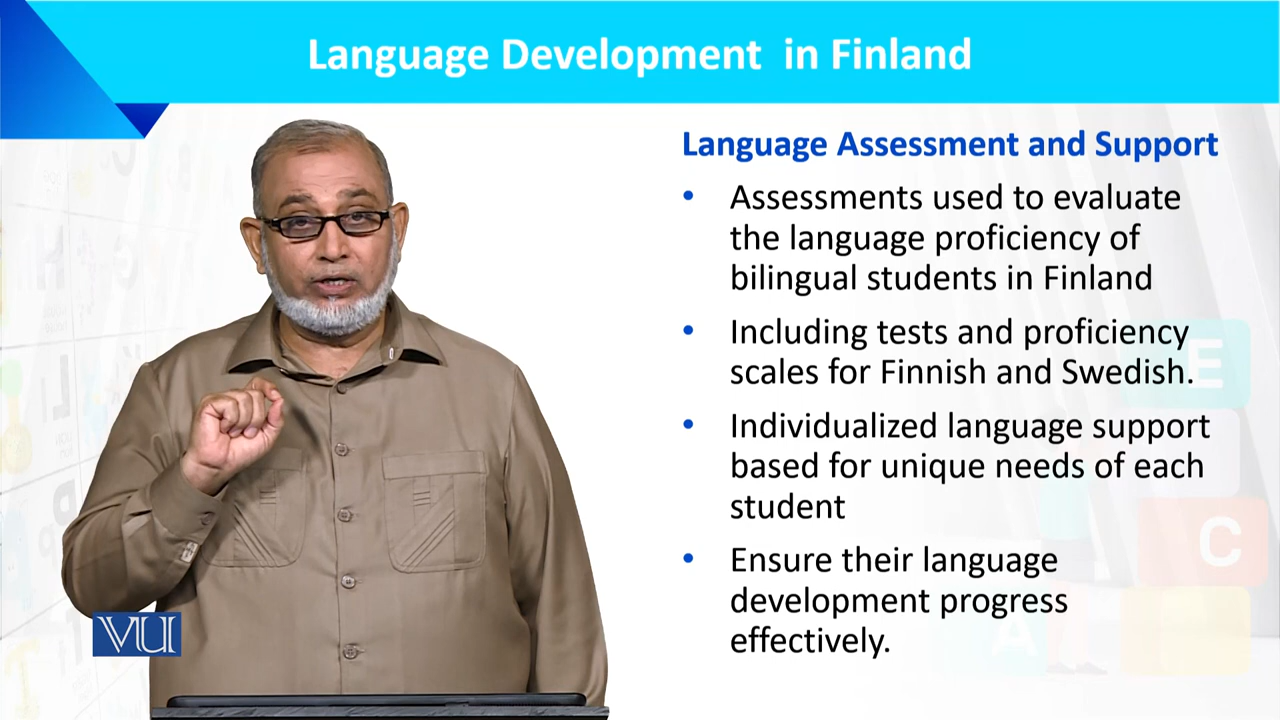 Language Development in Finland
Language Assessment and Support
• Assessments used to evaluate
the language proficiency of
bilingual students in Finland
• Including tests and proficiency
scales for Finnish and Swedish.
• Individualized language support
based for unique needs of each
student
• Ensure their language
development progress
effectively.
VU
E
C
A